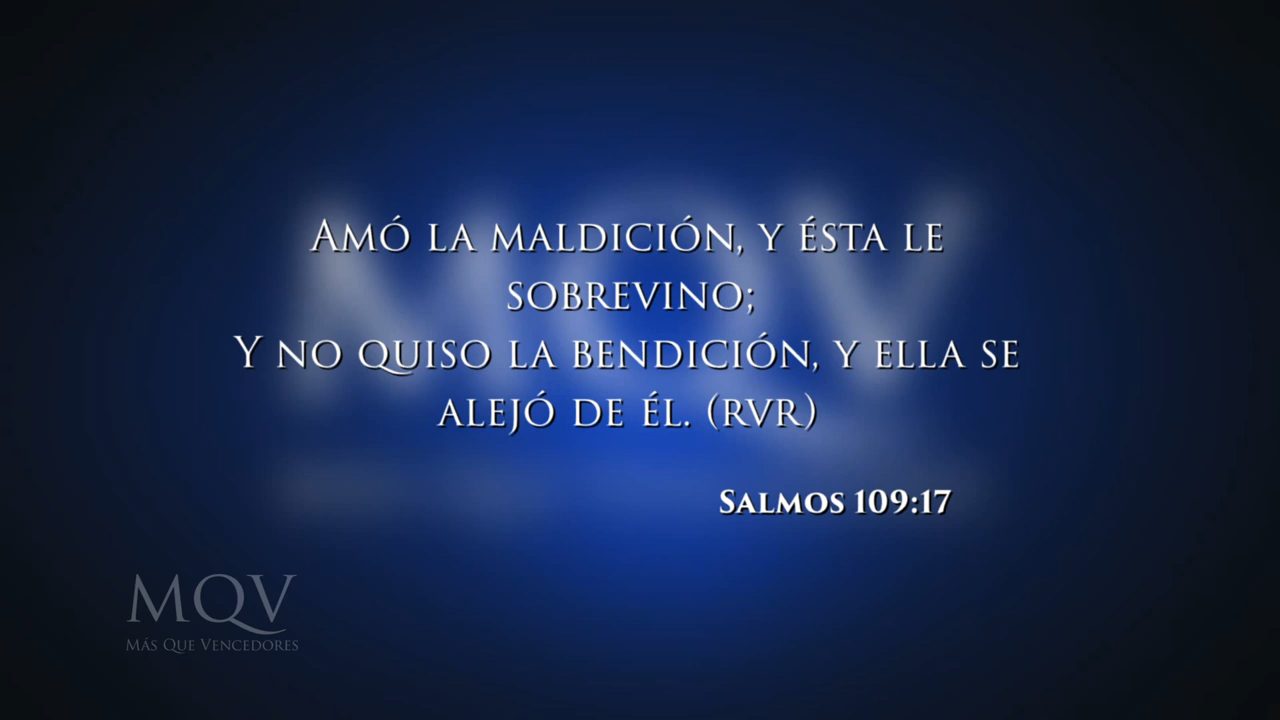 Amó la maldición, y ésta le
sobrevino;
Y no quiso la bendición, y ella se
alejó de él. (RVR)
Salmos 109:17
MQV
Más Que Vencedores